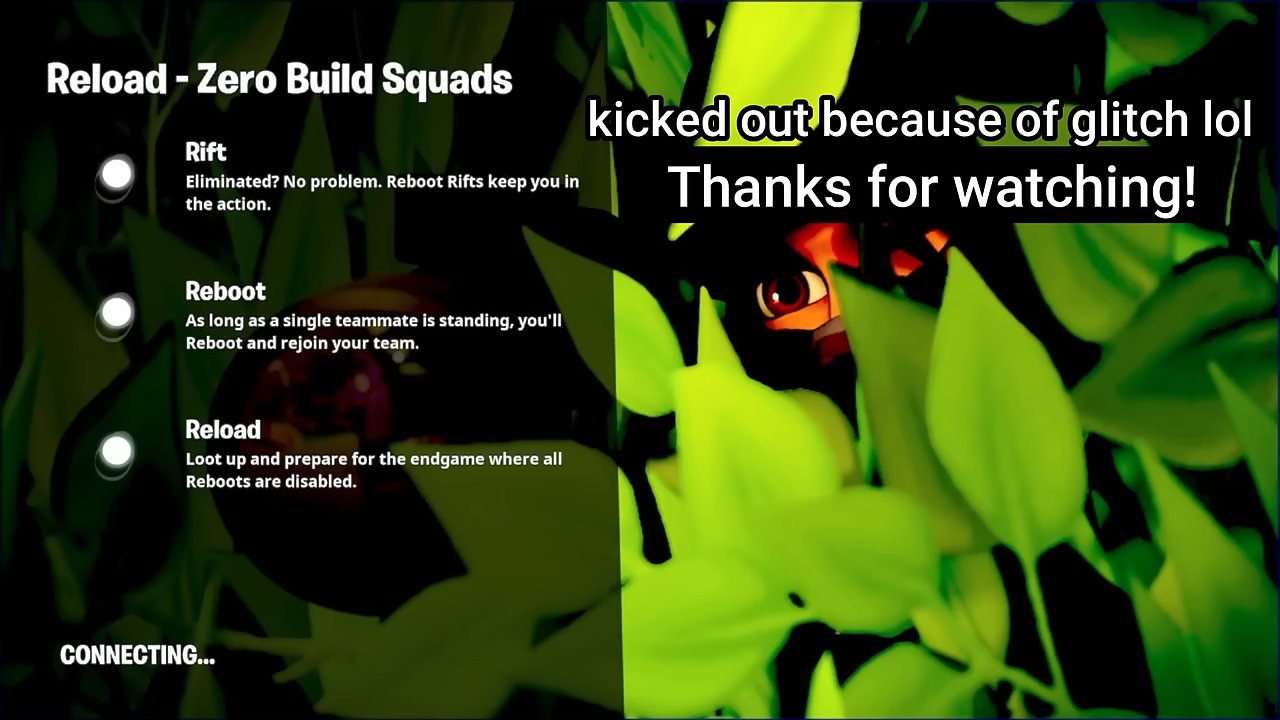 Reload - Zero Build Squads
kicked out because of glitch lol
Thanks for watching!
Rift
Eliminated? No problem. Reboot Rifts keep you in
the action.
Reboot
As long as a single teammate is standing, you'll
Reboot and rejoin your team.
Reload
Loot up and prepare for the endgame where all
Reboots are disabled.
CONNECTING...